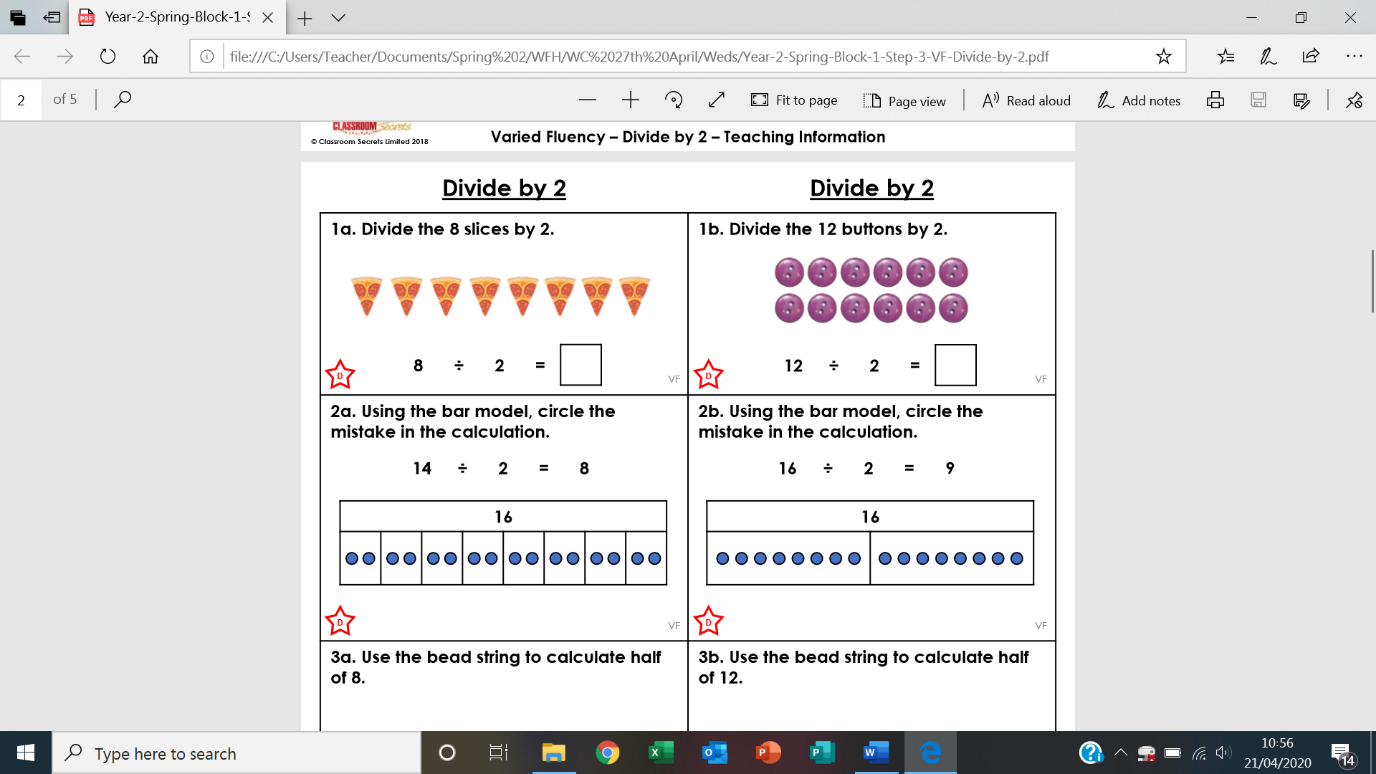 Year-2-Spring-Block-1-S
file:///C:/Users/Teacher/Documents/Spring%202/WFH/WC%2027th%20April/Weds/Year-2-Spring-Block-1-Step-3-VF-Divide-by-2.pdf
2 of 5
Fit to page
Page view
Read aloud
Add notes
CLASSROOM Secrets
© Classroom Secrets Limited 2018
Varied Fluency – Divide by 2 – Teaching Information
Divide by 2
Divide by 2
1a. Divide the 8 slices by 2.
8 ÷ 2 =
D
VF
1b. Divide the 12 buttons by 2.
12 ÷ 2 =
D
VF
2a. Using the bar model, circle the
mistake in the calculation.
14 ÷ 2 = 8
16
D
VF
2b. Using the bar model, circle the
mistake in the calculation.
16 ÷ 2 = 9
16
D
VF
3a. Use the bead string to calculate half
of 8.
3b. Use the bead string to calculate half
of 12.
Type here to search
10:56
21/04/2020
14